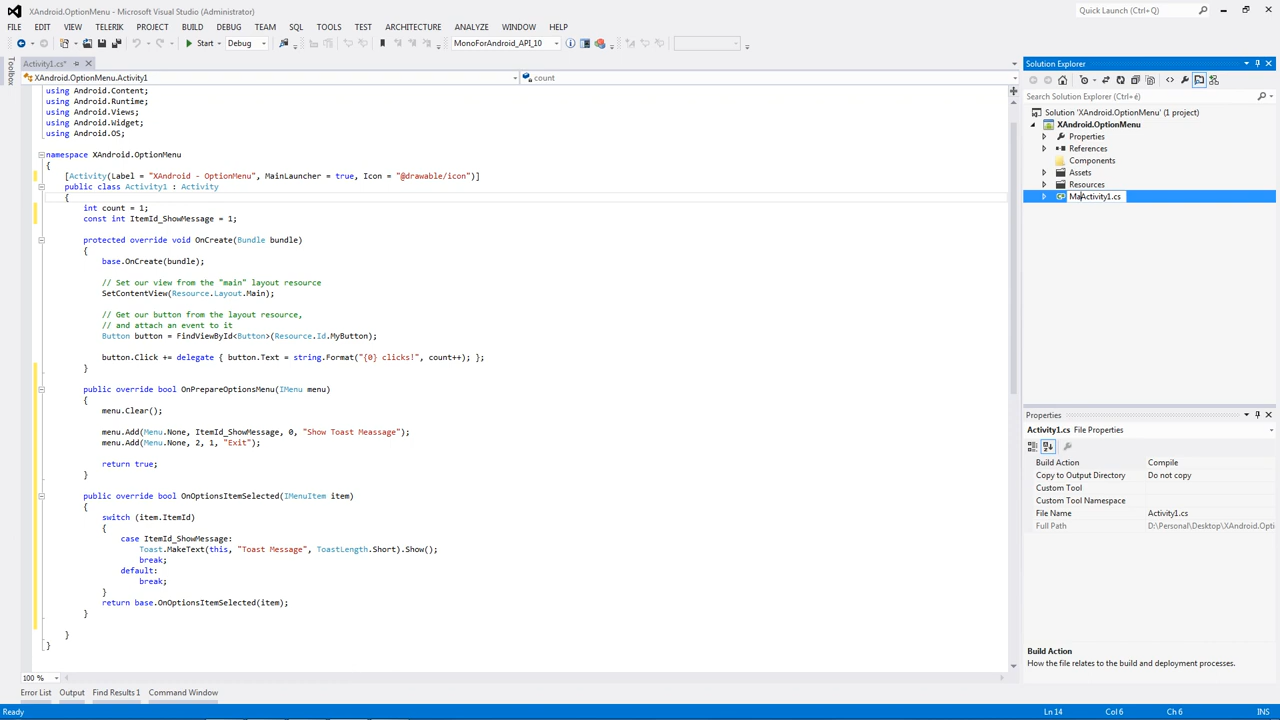 XAndroid.OptionMenu - Microsoft Visual Studio (Administrator)
Quick Launch (Ctrl+Q)
FILE EDIT VIEW TELERIK PROJECT BUILD DEBUG TEAM SQL TOOLS TEST ARCHITECTURE ANALYZE WINDOW HELP
Start Debug MonoForAndroid_API_10
Toolbox
Activity1.cs*
XAndroid.OptionMenu.Activity1
count
using Android.Content;
using Android.Runtime;
using Android.Views;
using Android.Widget;
using Android.OS;
namespace XAndroid.OptionMenu
{
[Activity(Label = "XAndroid - OptionMenu", MainLauncher = true, Icon = "@drawable/icon")]
public class Activity1 : Activity
{
int count = 1;
const int ItemId_ShowMessage = 1;
protected override void OnCreate(Bundle bundle)
{
base.OnCreate(bundle);
// Set our view from the "main" layout resource
SetContentView(Resource.Layout.Main);
// Get our button from the layout resource,
// and attach an event to it
Button button = FindViewById<Button>(Resource.Id.MyButton);
button.Click += delegate { button.Text = string.Format("{0} clicks!", count++); };
}
public override bool OnPrepareOptionsMenu(IMenu menu)
{
menu.Clear();
menu.Add(Menu.None, ItemId_ShowMessage, 0, "Show Toast Meassage");
menu.Add(Menu.None, 2, 1, "Exit");
return true;
}
public override bool OnOptionsItemSelected(IMenuItem item)
{
switch (item.ItemId)
{
case ItemId_ShowMessage:
Toast.MakeText(this, "Toast Message", ToastLength.Short).Show();
break;
default:
break;
}
return base.OnOptionsItemSelected(item);
}
}
}
100 %
Error List Output Find Results 1 Command Window
Solution Explorer
Search Solution Explorer (Ctrl+é)
Solution 'XAndroid.OptionMenu' (1 project)
XAndroid.OptionMenu
Properties
References
Components
Assets
Resources
MaActivity1.cs
Properties
Activity1.cs File Properties
Build Action Compile
Copy to Output Directory Do not copy
Custom Tool
Custom Tool Namespace
File Name Activity1.cs
Full Path D:\Personal\Desktop\XAndroid.Opti
Build Action
How the file relates to the build and deployment processes.
Ready
Ln 14 Col 6 Ch 6 INS